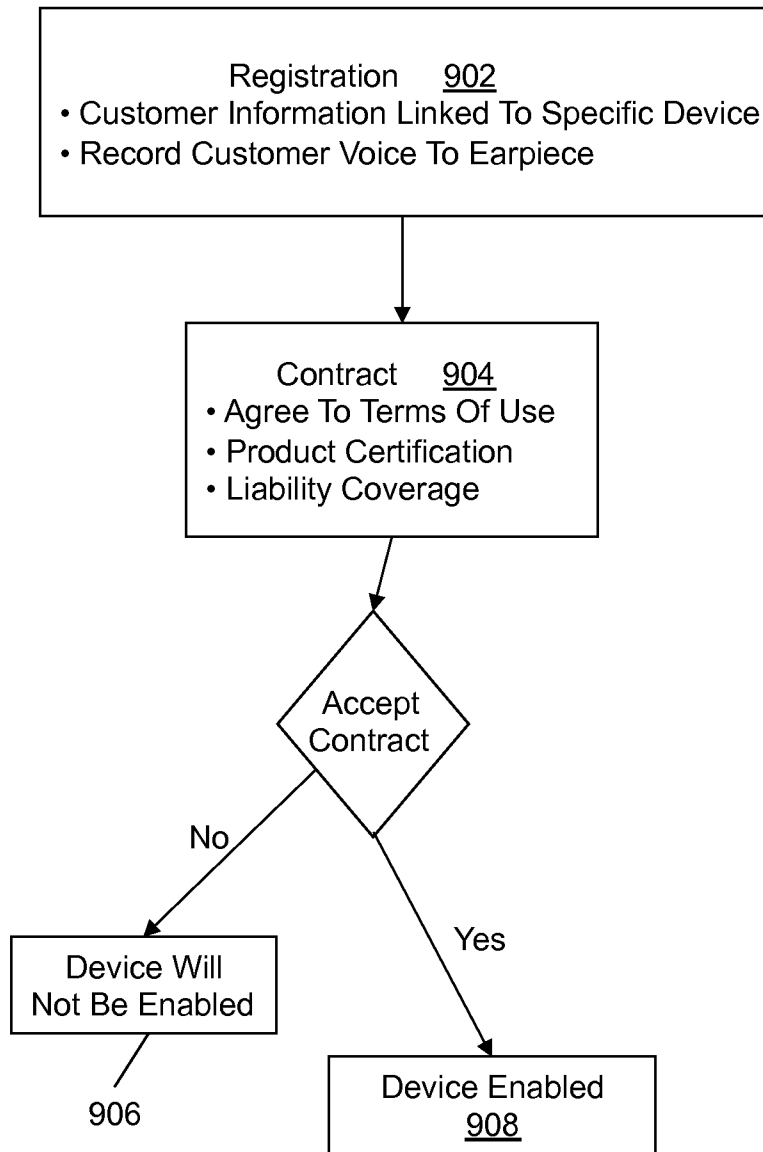 Registration 902
• Customer Information Linked To Specific Device
• Record Customer Voice To Earpiece
Contract 904
• Agree To Terms Of Use
• Product Certification
• Liability Coverage
Accept
Contract
No
Yes
Device Will
Not Be Enabled
906
Device Enabled
908